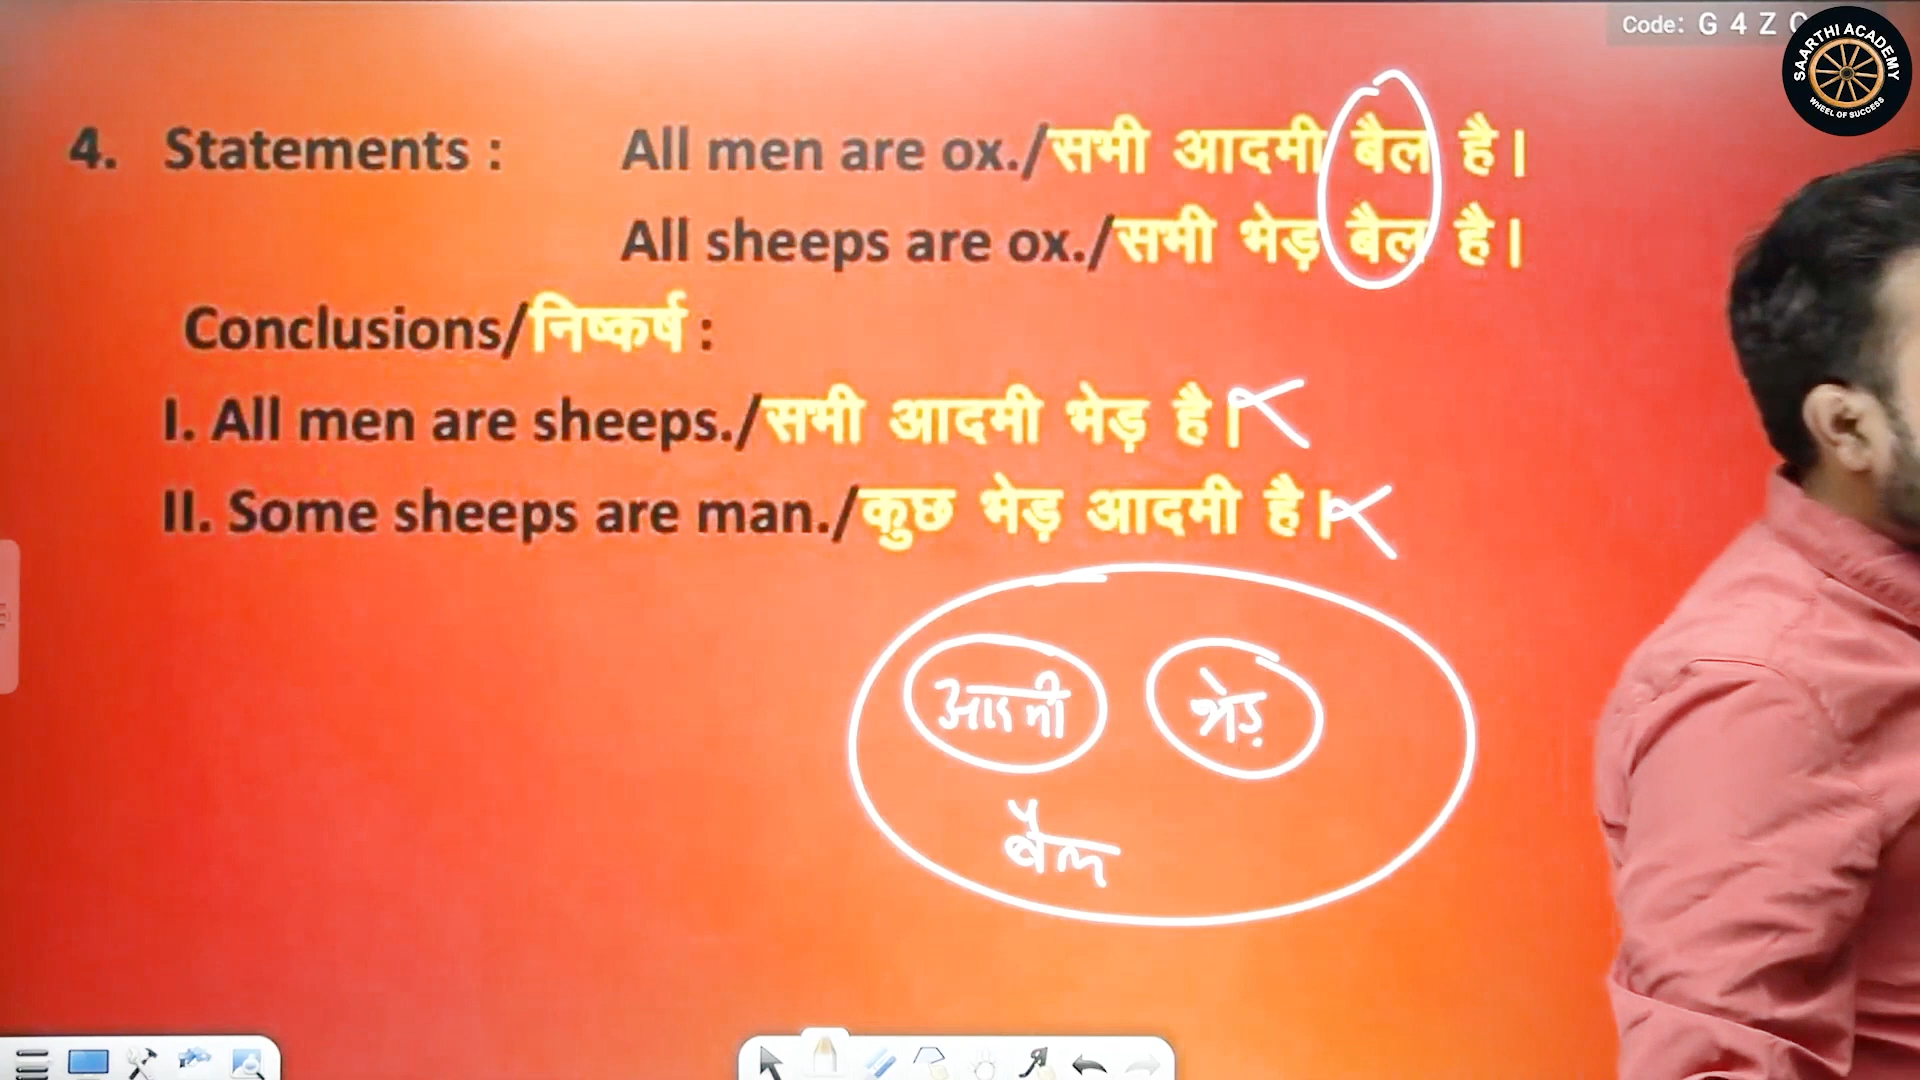 Code: G 4 Z
SAARTHI ACADEMY
WHEEL OF SUCCESS
4. Statements : All men are ox./सभी आदमी बैल है।
All sheeps are ox./सभी भेड़ बैल है।
Conclusions/निष्कर्ष :
I. All men are sheeps./सभी आदमी भेड़ है।
II. Some sheeps are man./कुछ भेड़ आदमी है।
आदमी भेड़
बैल